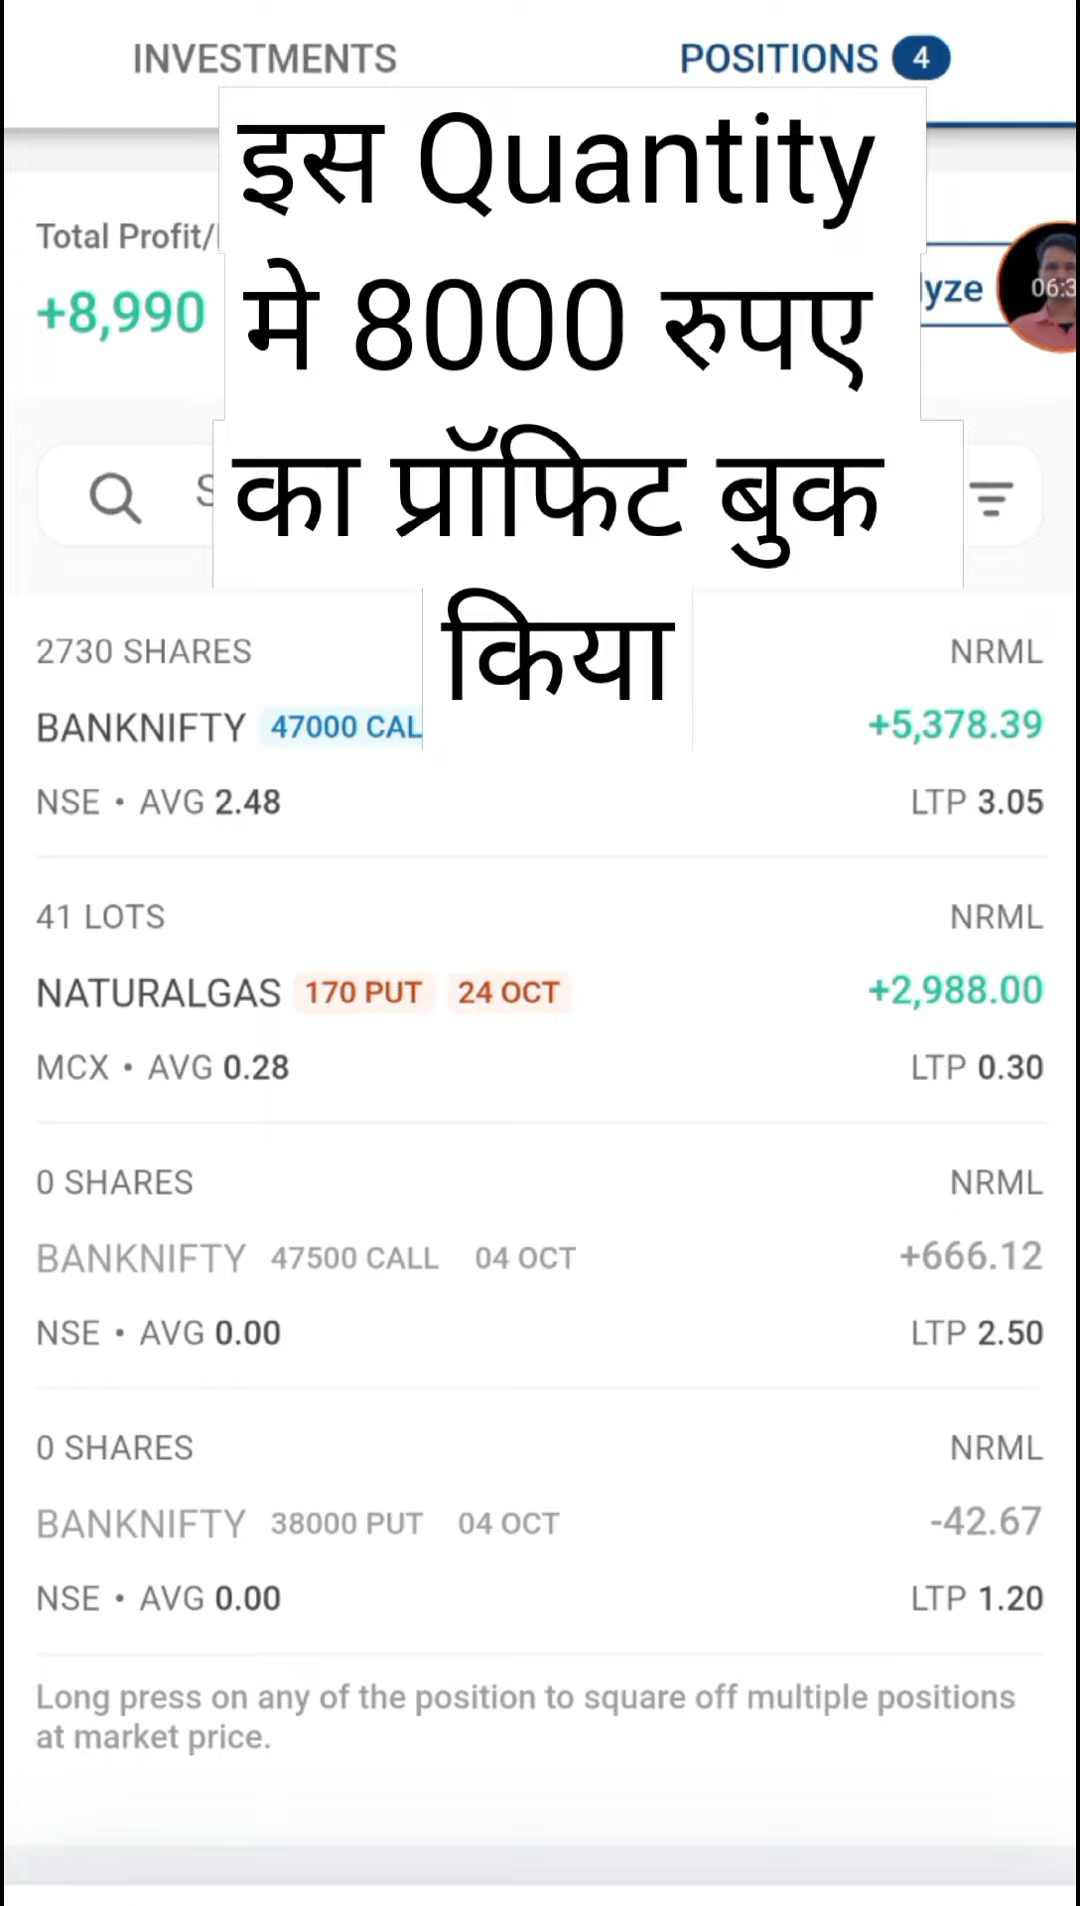 INVESTMENTS
POSITIONS 4
इस Quantity
मे 8000 रुपए
का प्रॉफिट बुक
किया
Total Profit/
+8,990
lyze
06:3
S
2730 SHARES
NRML
BANKNIFTY 47000 CAL
+5,378.39
NSE • AVG 2.48
LTP 3.05
41 LOTS
NRML
NATURALGAS 170 PUT 24 OCT
+2,988.00
MCX • AVG 0.28
LTP 0.30
0 SHARES
NRML
BANKNIFTY 47500 CALL 04 OCT
+666.12
NSE • AVG 0.00
LTP 2.50
0 SHARES
NRML
BANKNIFTY 38000 PUT 04 OCT
-42.67
NSE • AVG 0.00
LTP 1.20
Long press on any of the position to square off multiple positions
at market price.